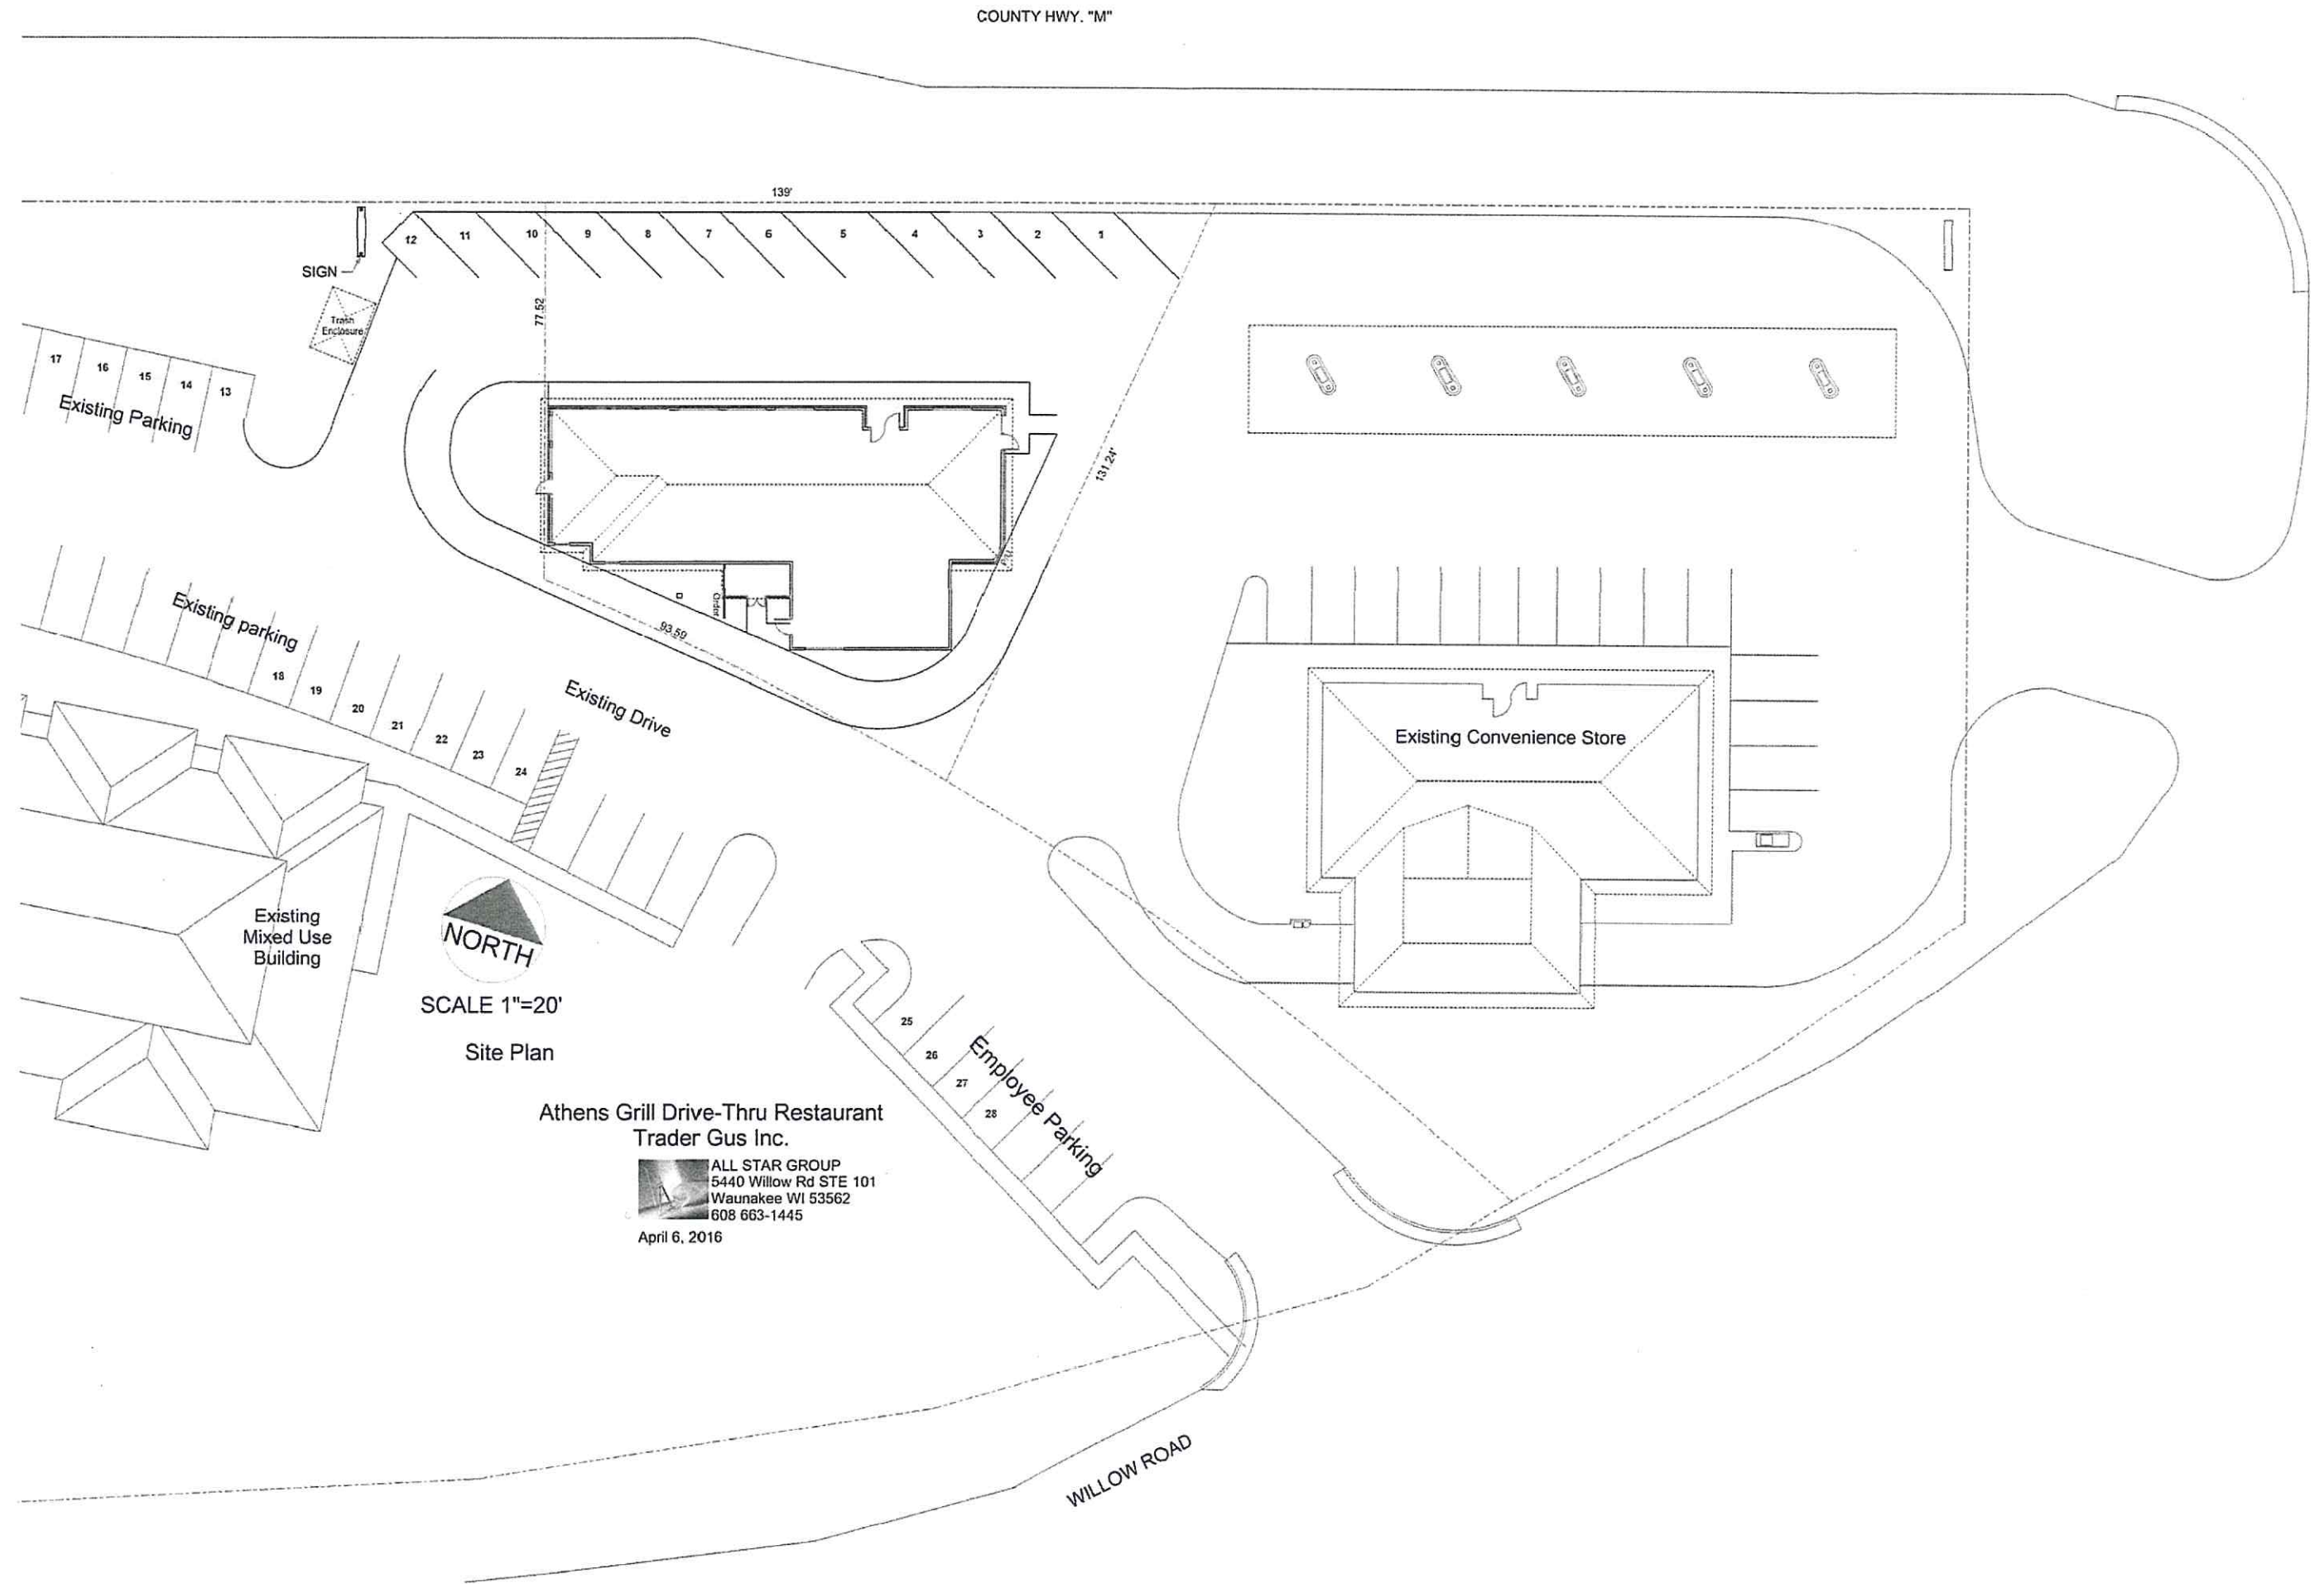 COUNTY HWY. "M"
139'
12 11 10 9 8 7 6 5 4 3 2 1
SIGN
Trash
Enclosure
77.52
17 16 15 14 13
Existing Parking
131.24'
Existing parking
Order
93.59
18 19 20 21 22 23 24
Existing Drive
Existing Convenience Store
Existing
Mixed Use
Building
NORTH
SCALE 1"=20'
Site Plan
25
26
27
28
Employee Parking
Athens Grill Drive-Thru Restaurant
Trader Gus Inc.
ALL STAR GROUP
5440 Willow Rd STE 101
Waunakee WI 53562
608 663-1445
April 6, 2016
WILLOW ROAD